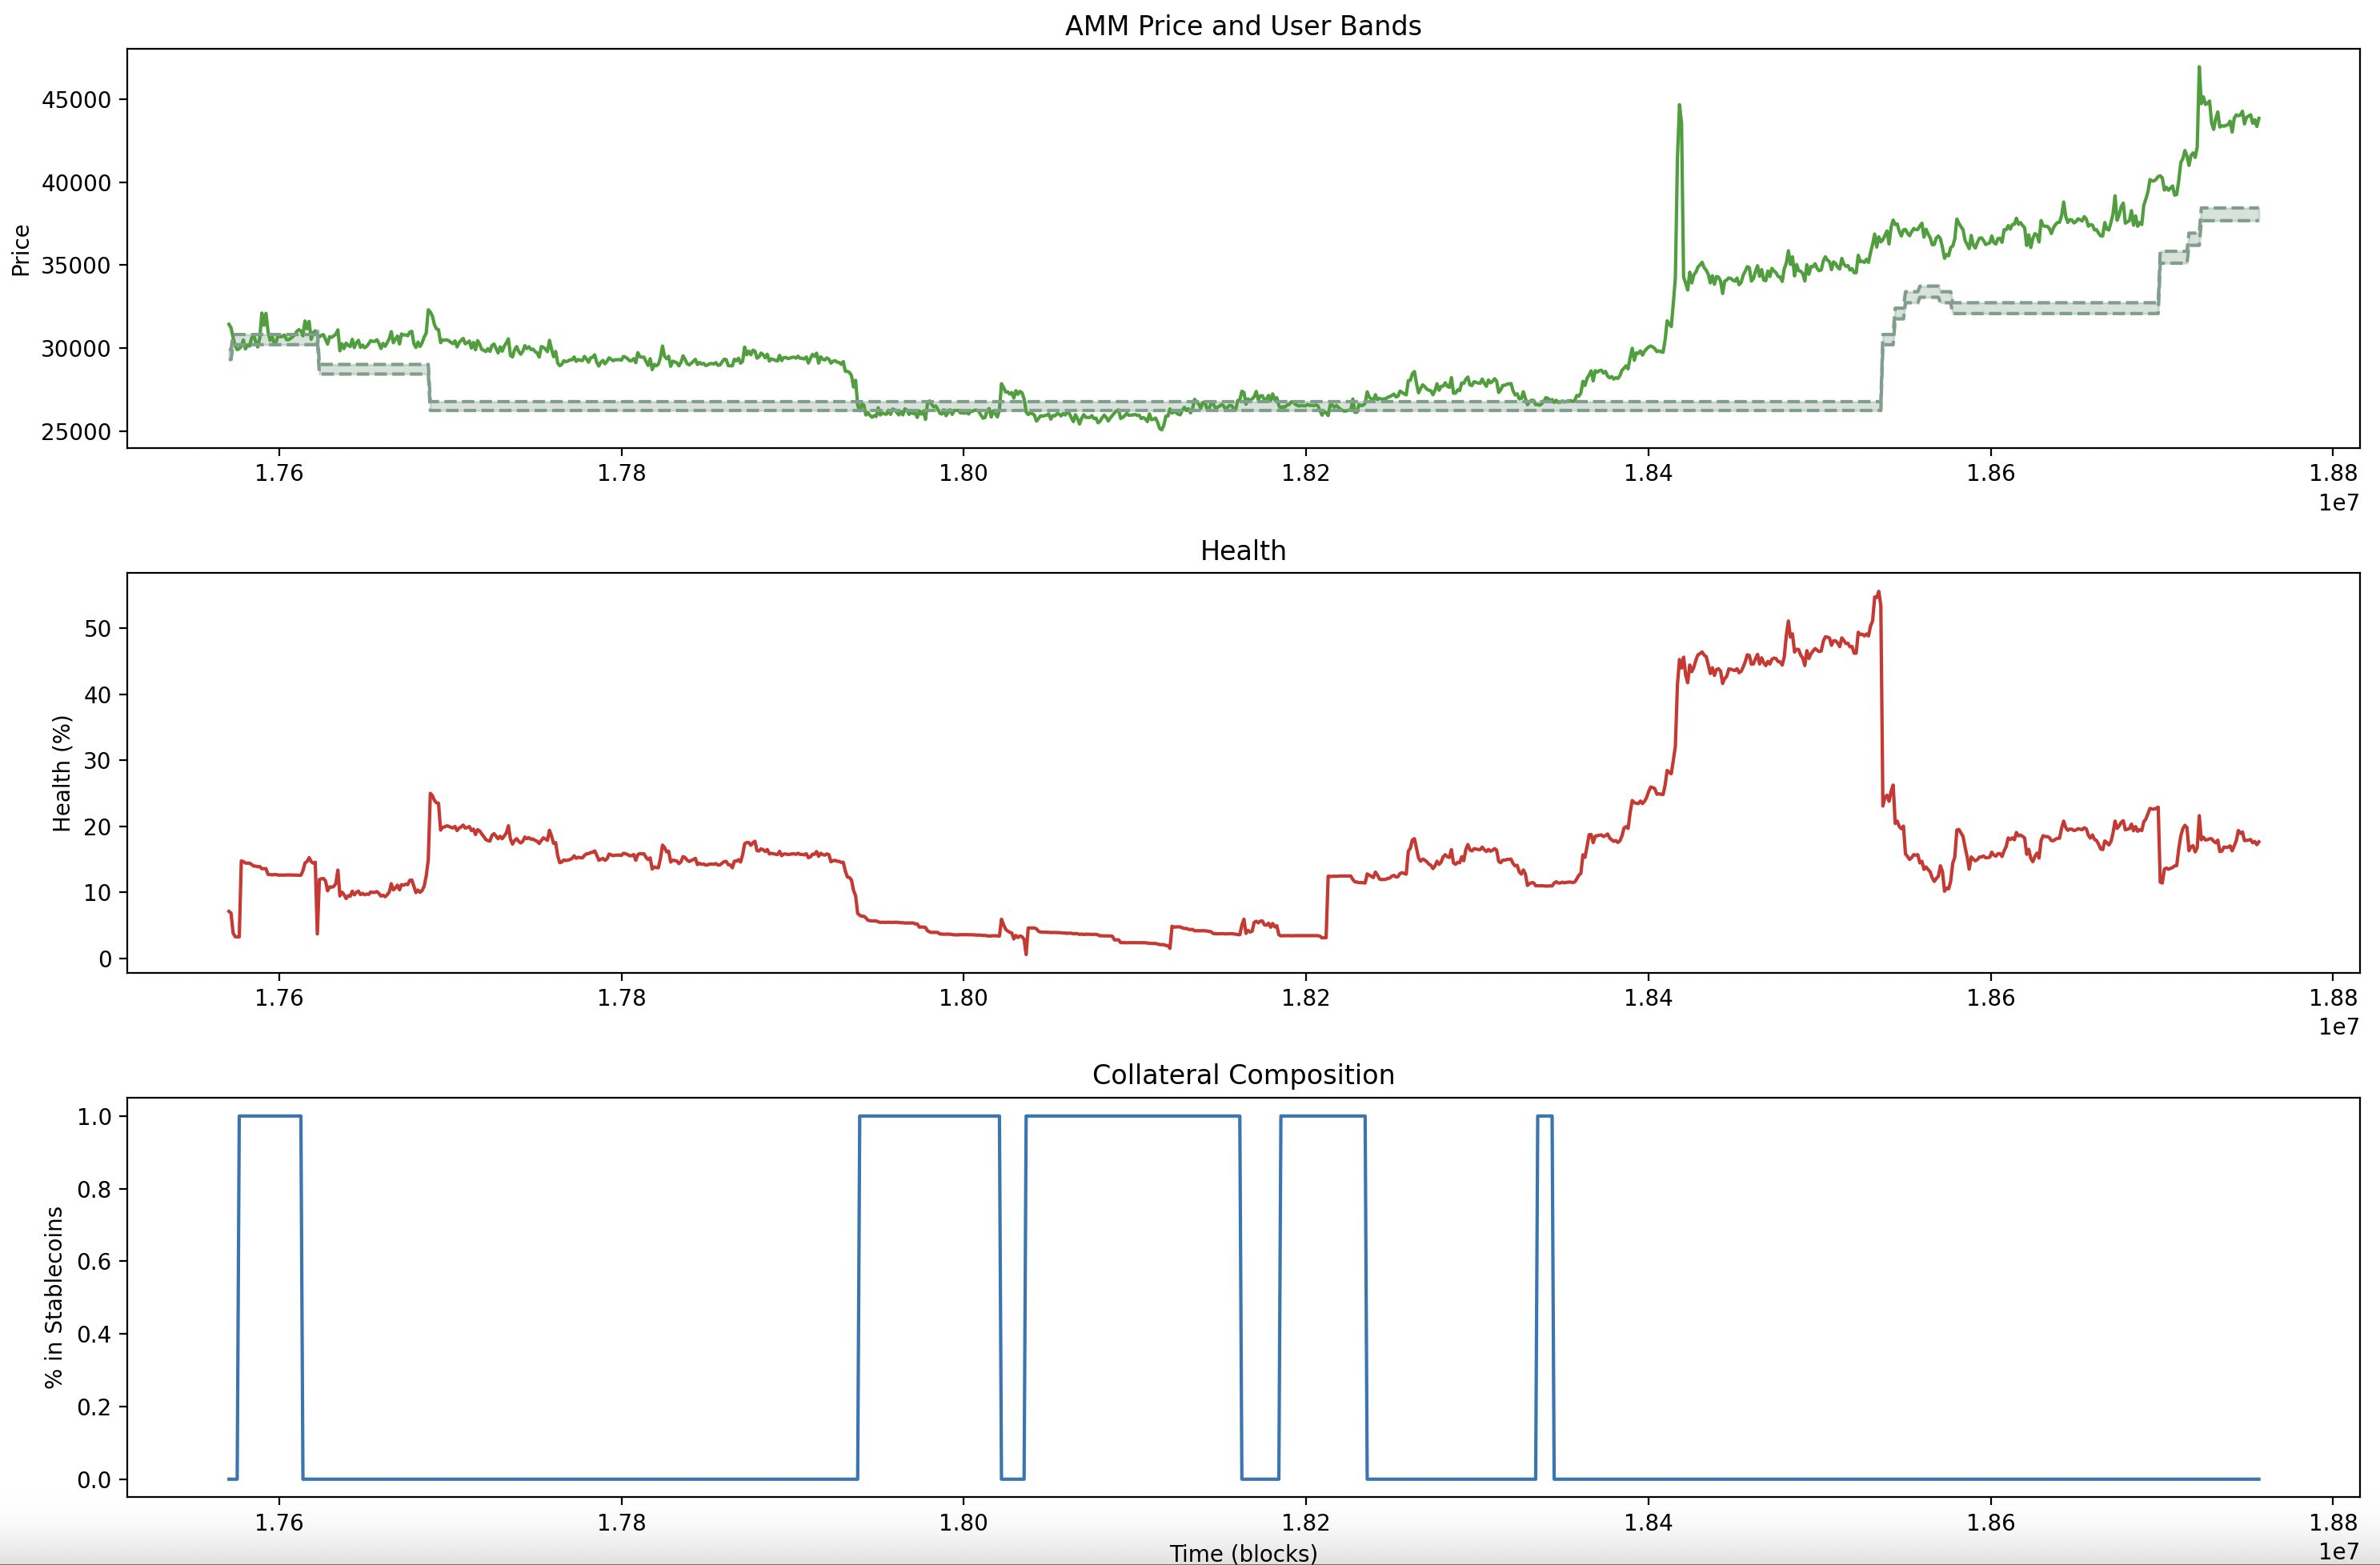 AMM Price and User Bands
Price
45000
40000
35000
30000
25000
1.76 1.78 1.80 1.82 1.84 1.86 1.88
1e7
Health
Health (%)
50
40
30
20
10
0
1.76 1.78 1.80 1.82 1.84 1.86 1.88
1e7
Collateral Composition
% in Stablecoins
1.0
0.8
0.6
0.4
0.2
0.0
1.76 1.78 1.80 1.82 1.84 1.86 1.88
Time (blocks) 1e7